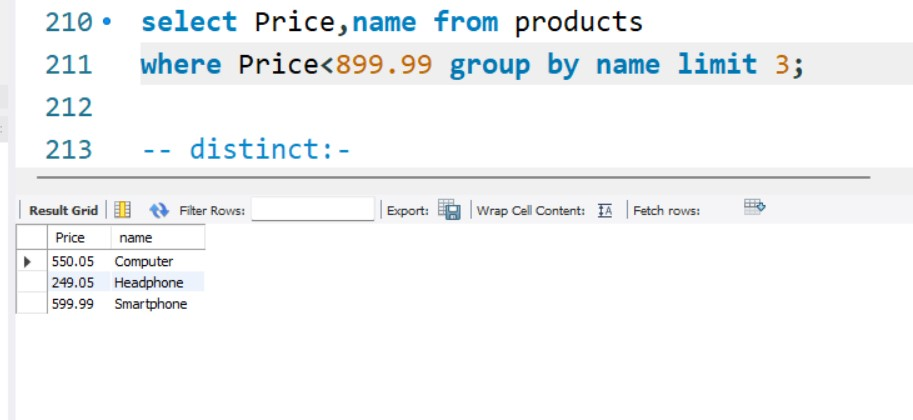 210 select Price,name from products
211 where Price<899.99 group by name limit 3;
212
213 -- distinct:-
Result Grid Filter Rows: Export: Wrap Cell Content: IA Fetch rows:
Price name
550.05 Computer
249.05 Headphone
599.99 Smartphone